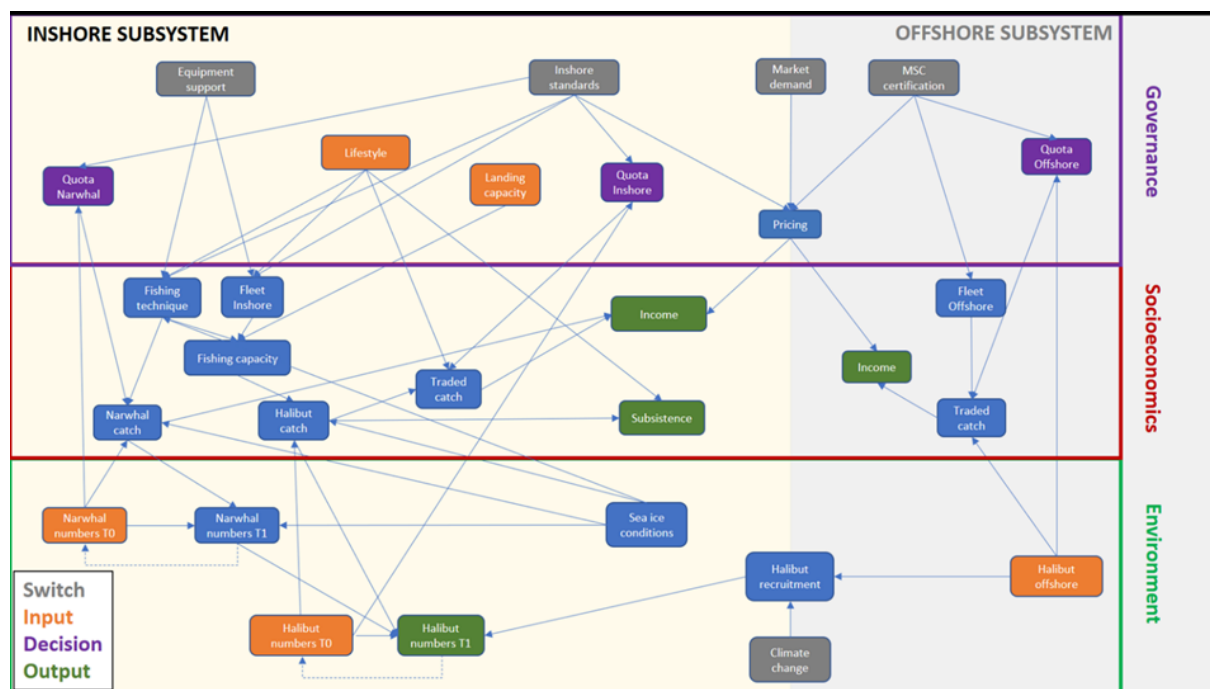 INSHORE SUBSYSTEM
OFFSHORE SUBSYSTEM
Equipment
support
Inshore
standards
Market
demand
MSC
certification
Lifestyle
Landing
capacity
Quota
Narwhal
Quota
Inshore
Quota
Offshore
Pricing
Governance
Fishing
technique
Fleet
Inshore
Fishing capacity
Income
Fleet
Offshore
Income
Traded
catch
Narwhal
catch
Halibut
catch
Subsistence
Traded
catch
Socioeconomics
Narwhal
numbers T0
Narwhal
numbers T1
Sea ice
conditions
Halibut
recruitment
Halibut
offshore
Halibut
numbers T0
Halibut
numbers T1
Climate
change
Environment
Switch
Input
Decision
Output